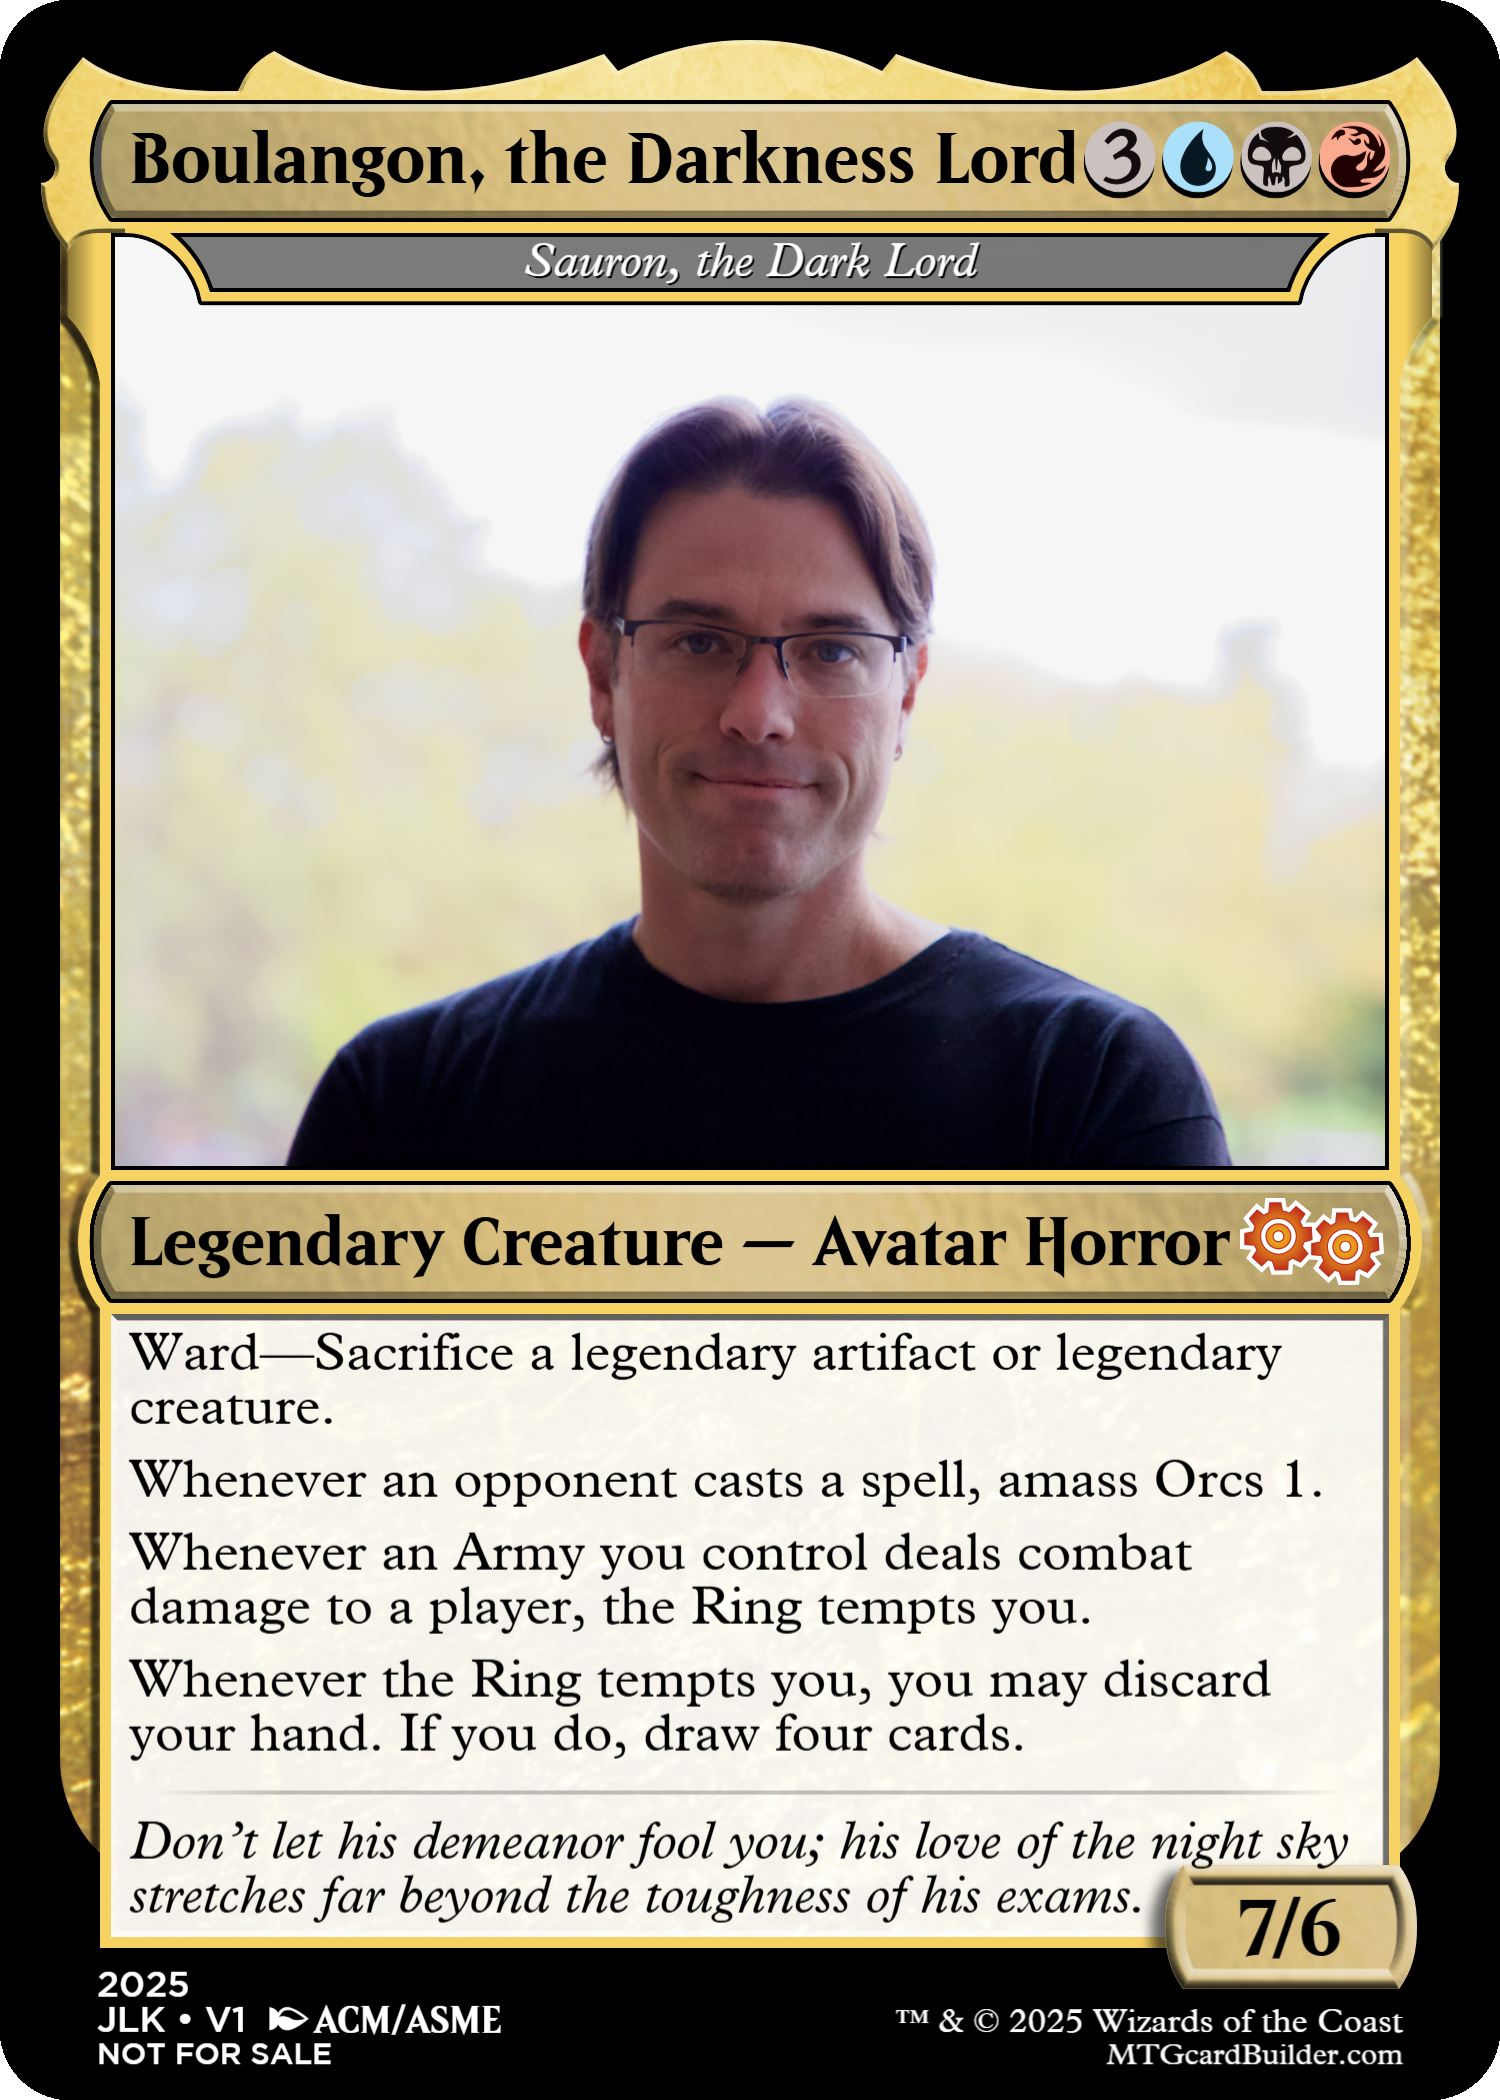 Boulangon, the Darkness Lord 3
Sauron, the Dark Lord
Legendary Creature — Avatar Horror
Ward—Sacrifice a legendary artifact or legendary
creature.
Whenever an opponent casts a spell, amass Orcs 1.
Whenever an Army you control deals combat
damage to a player, the Ring tempts you.
Whenever the Ring tempts you, you may discard
your hand. If you do, draw four cards.
Don't let his demeanor fool you; his love of the night sky
stretches far beyond the toughness of his exams.
7/6
2025
JLK • V1 ACM/ASME
NOT FOR SALE
™ & © 2025 Wizards of the Coast
MTGcardBuilder.com